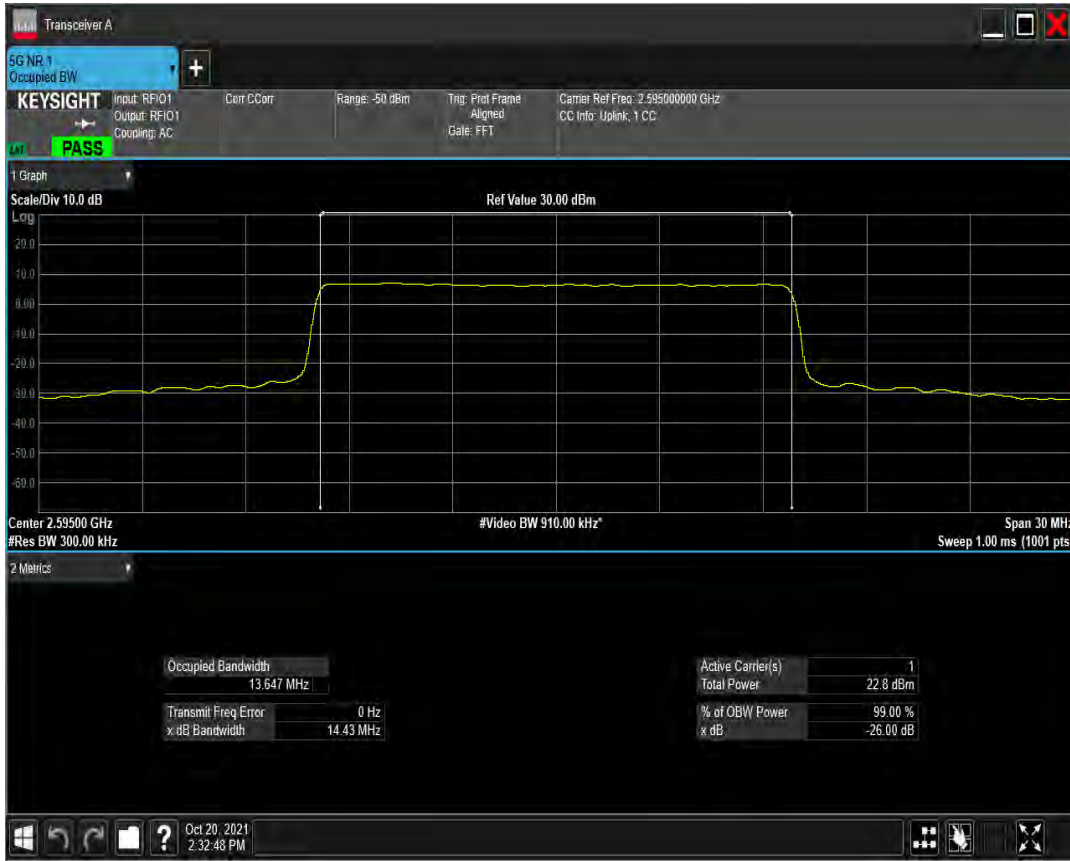 Transceiver A
5G NR 1
Occupied BW
+
KEYSIGHT
PASS
Input: RFIO1
Output: RFIO1
Coupling: AC
Corr CCorr
Range: -50 dBm
Trig: Prot Frame
Aligned
Gate: FFT
Carrier Ref Freq: 2.595000000 GHz
CC Info: Uplink, 1 CC
1 Graph
Scale/Div 10.0 dB
Ref Value 30.00 dBm
Log
20.0
10.0
0.00
-10.0
-20.0
-30.0
-40.0
-50.0
-60.0
Center 2.59500 GHz
#Video BW 910.00 kHz*
Span 30 MHz
#Res BW 300.00 kHz
Sweep 1.00 ms (1001 pts
2 Metrics
Occupied Bandwidth
13.647 MHz
Active Carrier(s) 1
Total Power 22.8 dBm
Transmit Freq Error 0 Hz
x dB Bandwidth 14.43 MHz
% of OBW Power 99.00 %
x dB -26.00 dB
?
Oct 20, 2021
2:32:48 PM